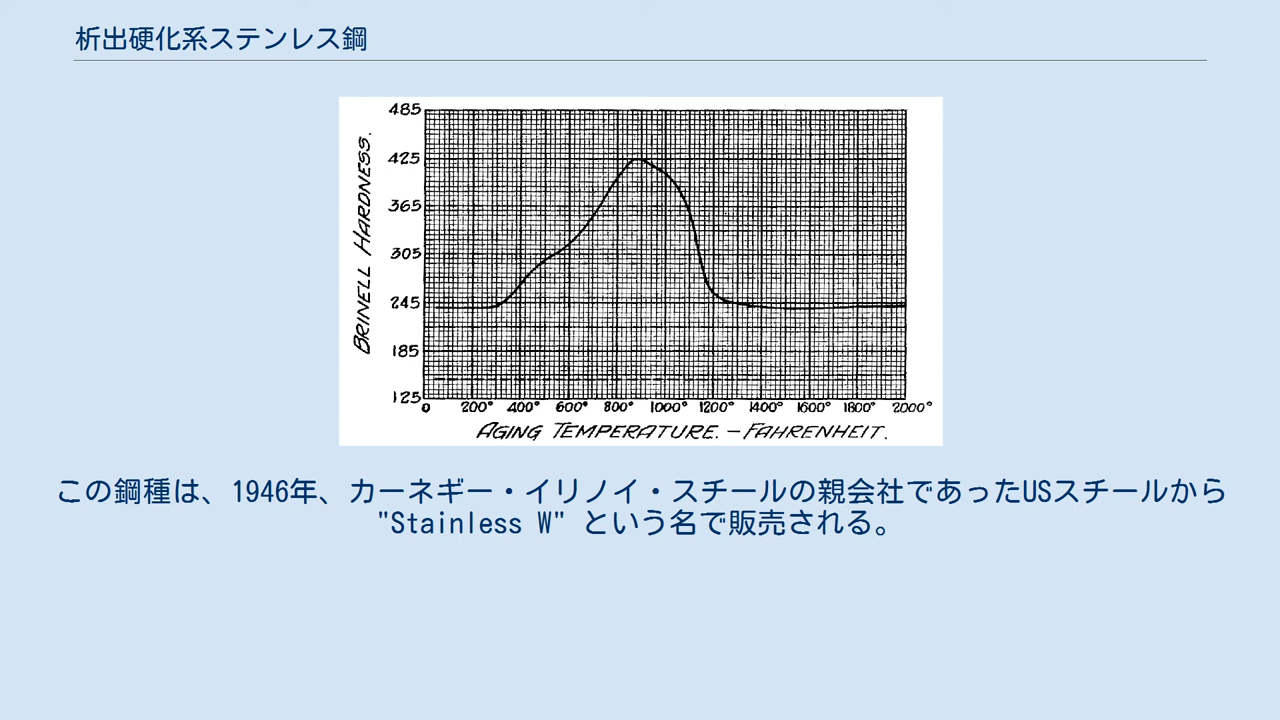 析出硬化系ステンレス鋼
485
425
365
305
245
185
125
BRINELL HARDNESS.
0 200° 400° 600° 800° 1000° 1200° 1400° 1600° 1800° 2000°
AGING TEMPERATURE. - FAHRENHEIT.
この鋼種は、1946年、カーネギー・イリノイ・スチールの親会社であったUSスチールから
"Stainless W" という名で販売される。